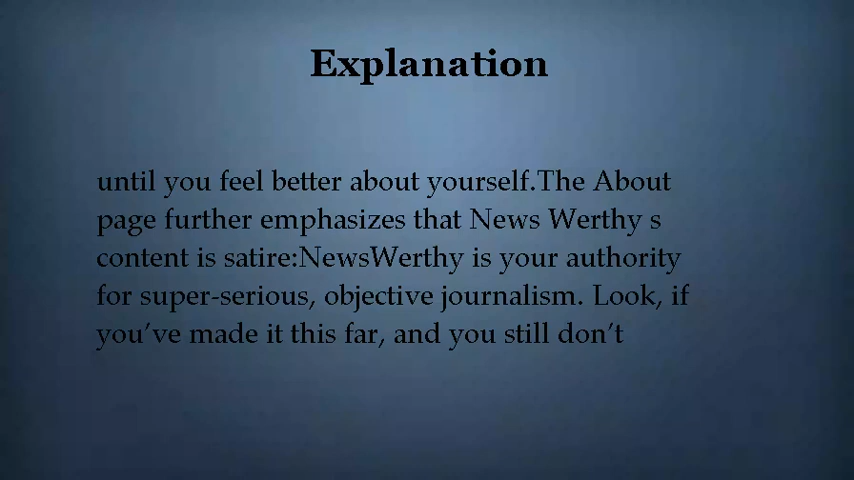 Explanation
until you feel better about yourself.The About
page further emphasizes that News Werthy s
content is satire:NewsWerthy is your authority
for super-serious, objective journalism. Look, if
you’ve made it this far, and you still don’t